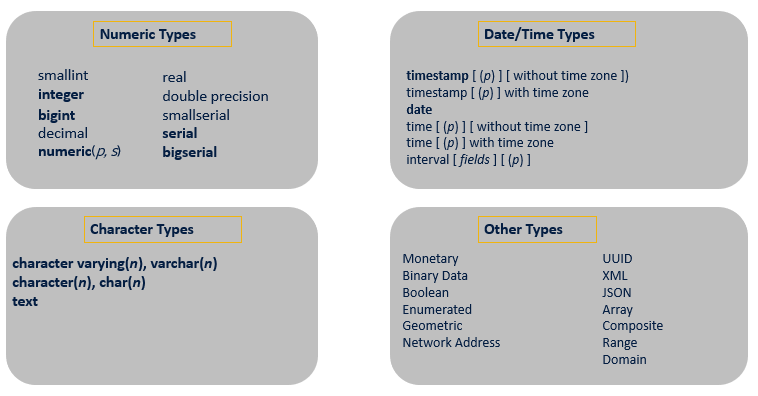 Numeric Types
smallint
integer
bigint
decimal
numeric(p, s)
real
double precision
smallserial
serial
bigserial
Date/Time Types
timestamp [ (p) ] [ without time zone ])
timestamp [ (p) ] with time zone
date
time [ (p) ] [ without time zone ]
time [ (p) ] with time zone
interval [ fields ] [ (p) ]
Character Types
character varying(n), varchar(n)
character(n), char(n)
text
Other Types
Monetary
Binary Data
Boolean
Enumerated
Geometric
Network Address
UUID
XML
JSON
Array
Composite
Range
Domain